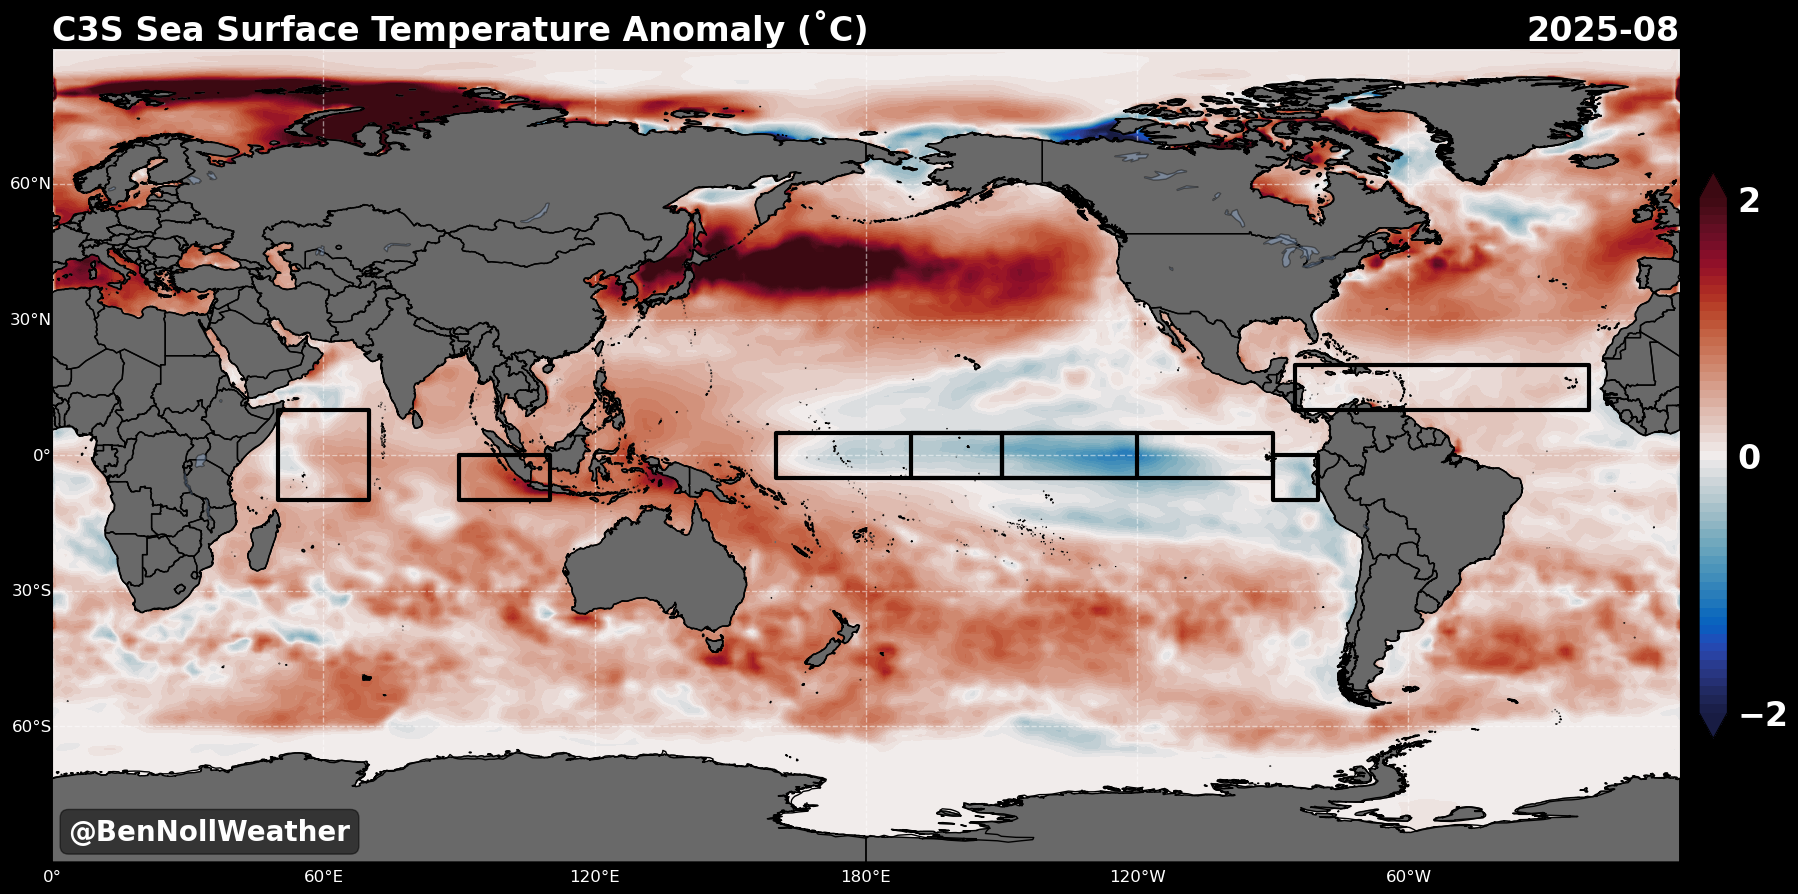 C3S Sea Surface Temperature Anomaly (˚C) 2025-08
60°N
30°N
0°
30°S
60°S
0° 60°E 120°E 180°E 120°W 60°W
2
0
−2
@BenNollWeather